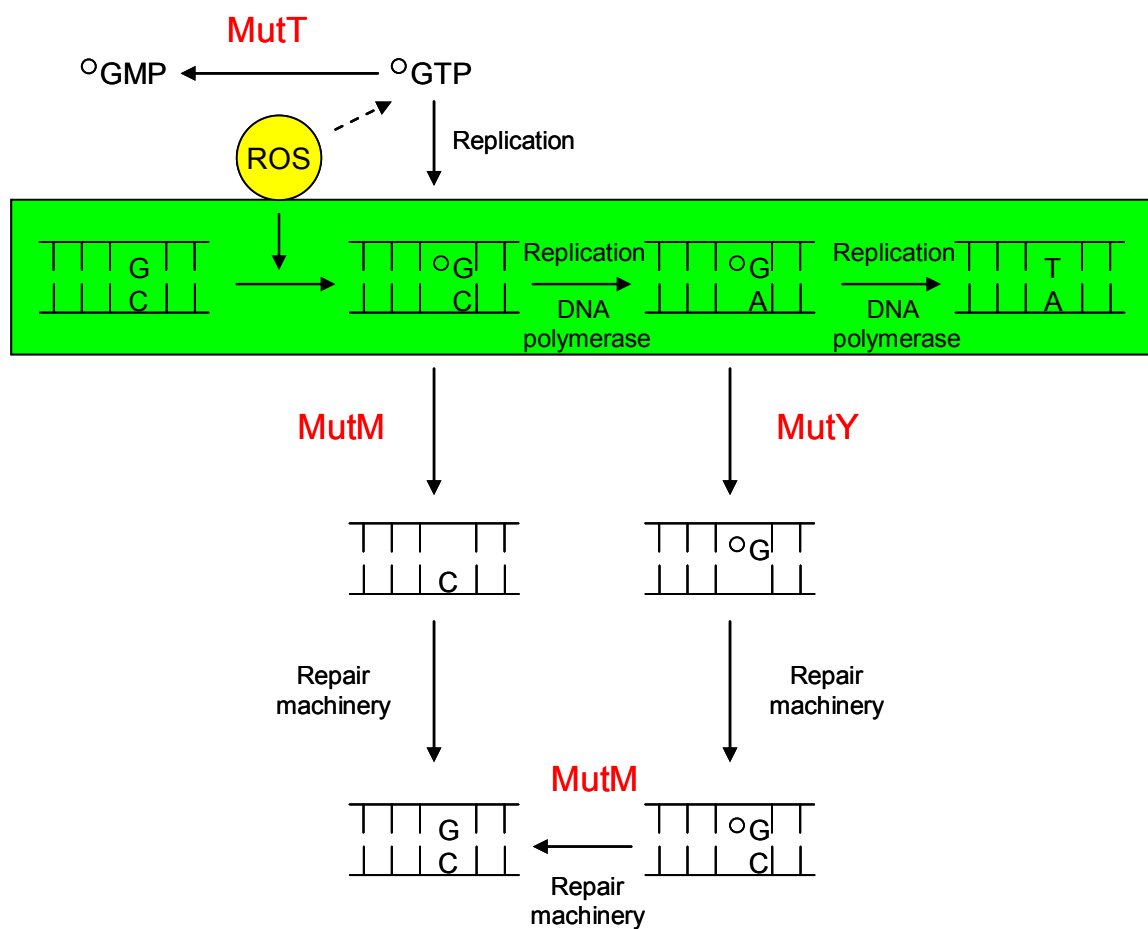 MutT
°GMP
°GTP
ROS
Replication
G
C
°G
C
Replication
DNA
polymerase
°G
A
Replication
DNA
polymerase
T
A
MutM
MutY
C
°G
Repair
machinery
Repair
machinery
MutM
G
C
Repair
machinery
°G
C